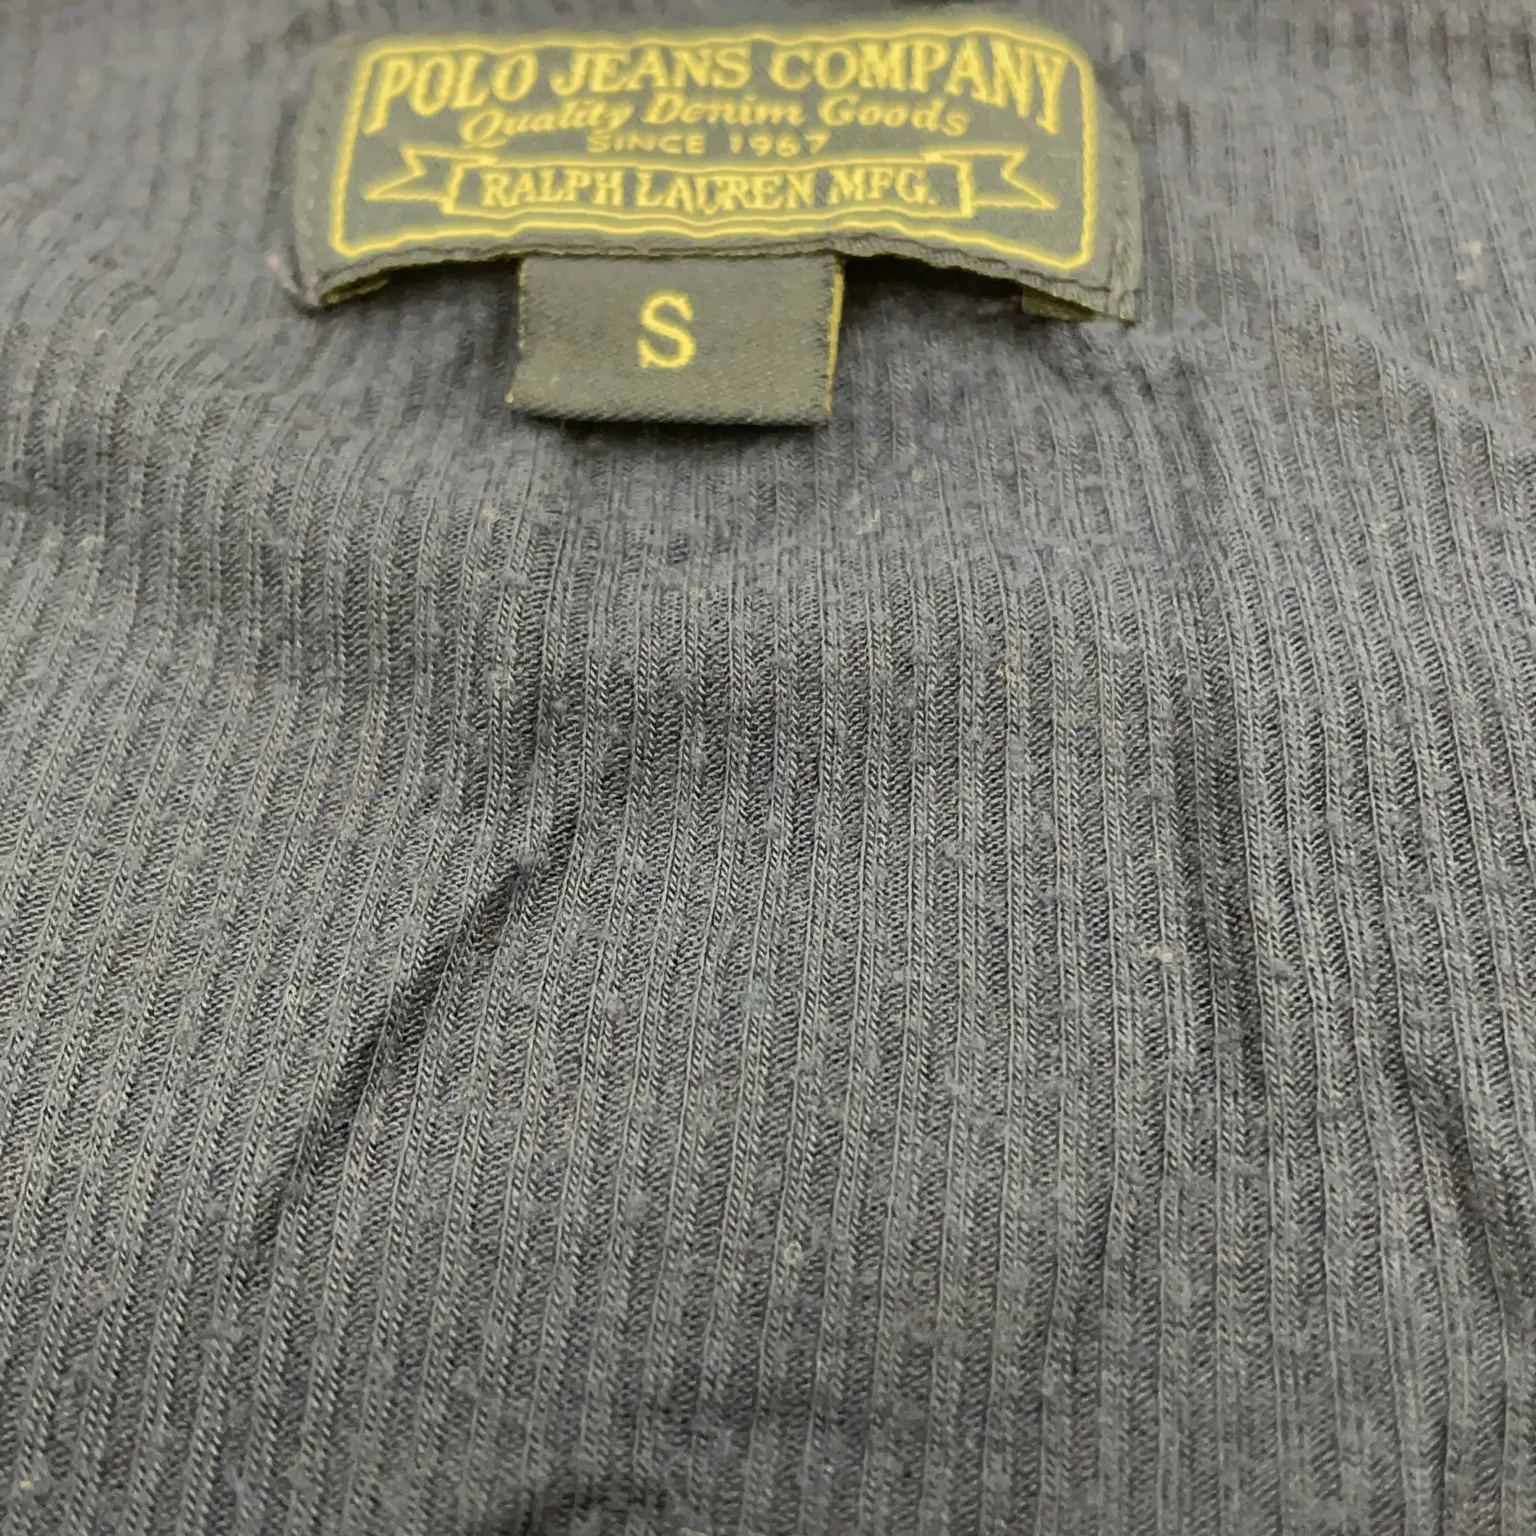 POLO JEANS COMPANY
Quality Denim Goods
SINCE 1967
RALPH LAUREN MFG.
S